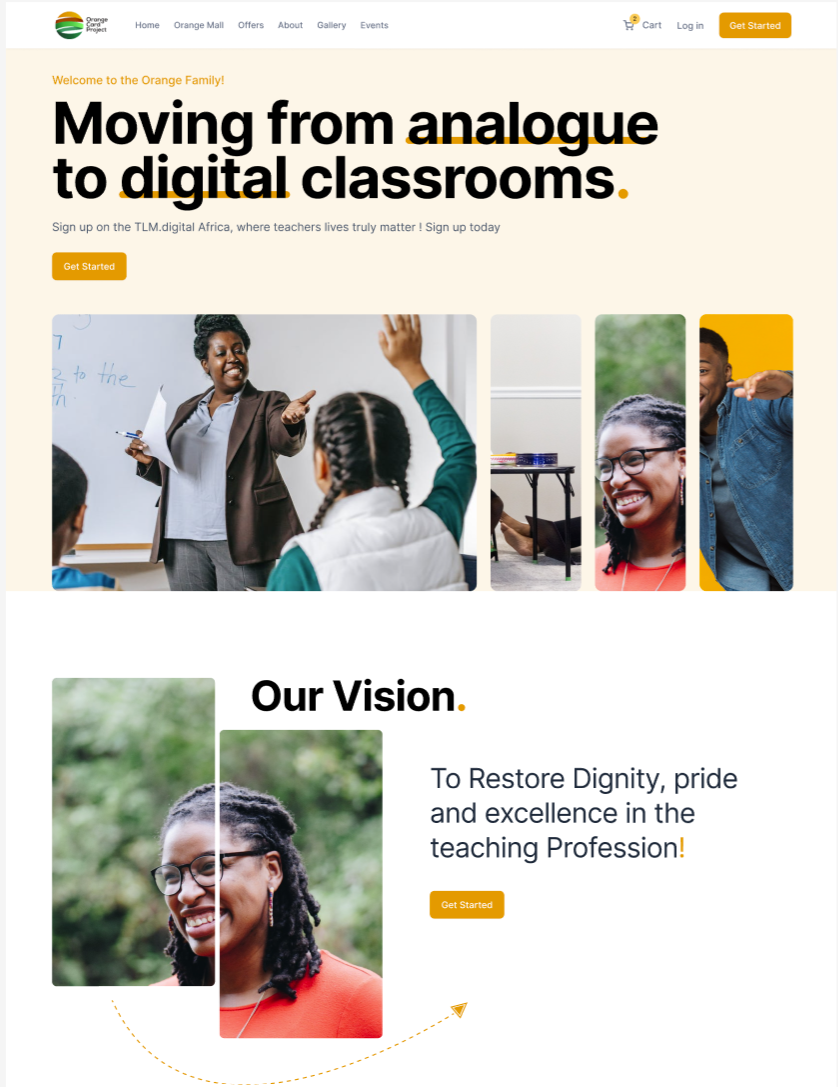 Orange
Card
Project
Home Orange Mall Offers About Gallery Events
2
Cart Log in Get Started
Welcome to the Orange Family!
Moving from analogue
to digital classrooms.
Sign up on the TLM.digital Africa, where teachers lives truly matter ! Sign up today
Get Started
7
2 to the
th.
Our Vision.
To Restore Dignity, pride
and excellence in the
teaching Profession!
Get Started